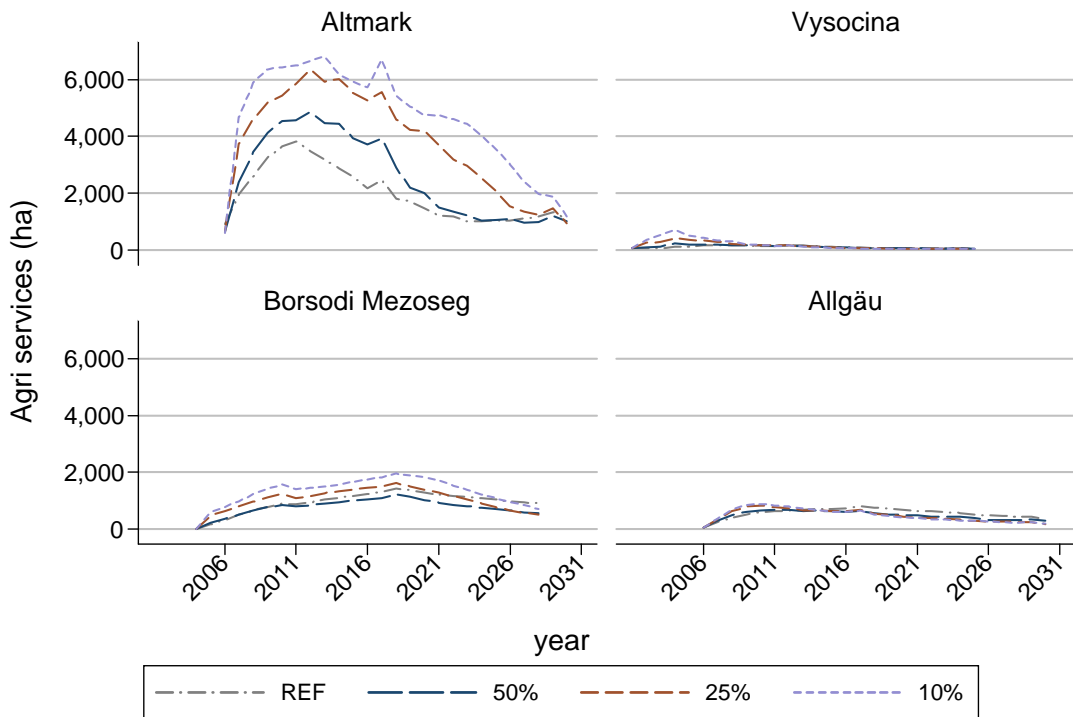 Altmark Vysocina
6,000
4,000
2,000
0
Borsodi Mezoseg Allgäu
6,000
4,000
2,000
0
Agri services (ha)
2006 2011 2016 2021 2026 2031 2006 2011 2016 2021 2026 2031
year
REF 50% 25% 10%